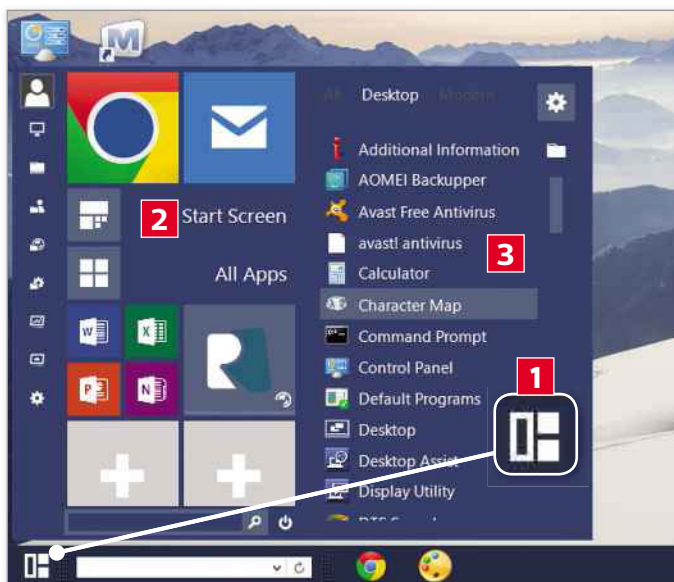 M
All Desktop Modern
Additional Information
AOMEI Backupper
Avast Free Antivirus
avast! antivirus
Calculator
Character Map
Command Prompt
Control Panel
Default Programs
Desktop
Desktop Assist
Display Utility
2
Start Screen
All Apps
W
X
P
N
R
3
1